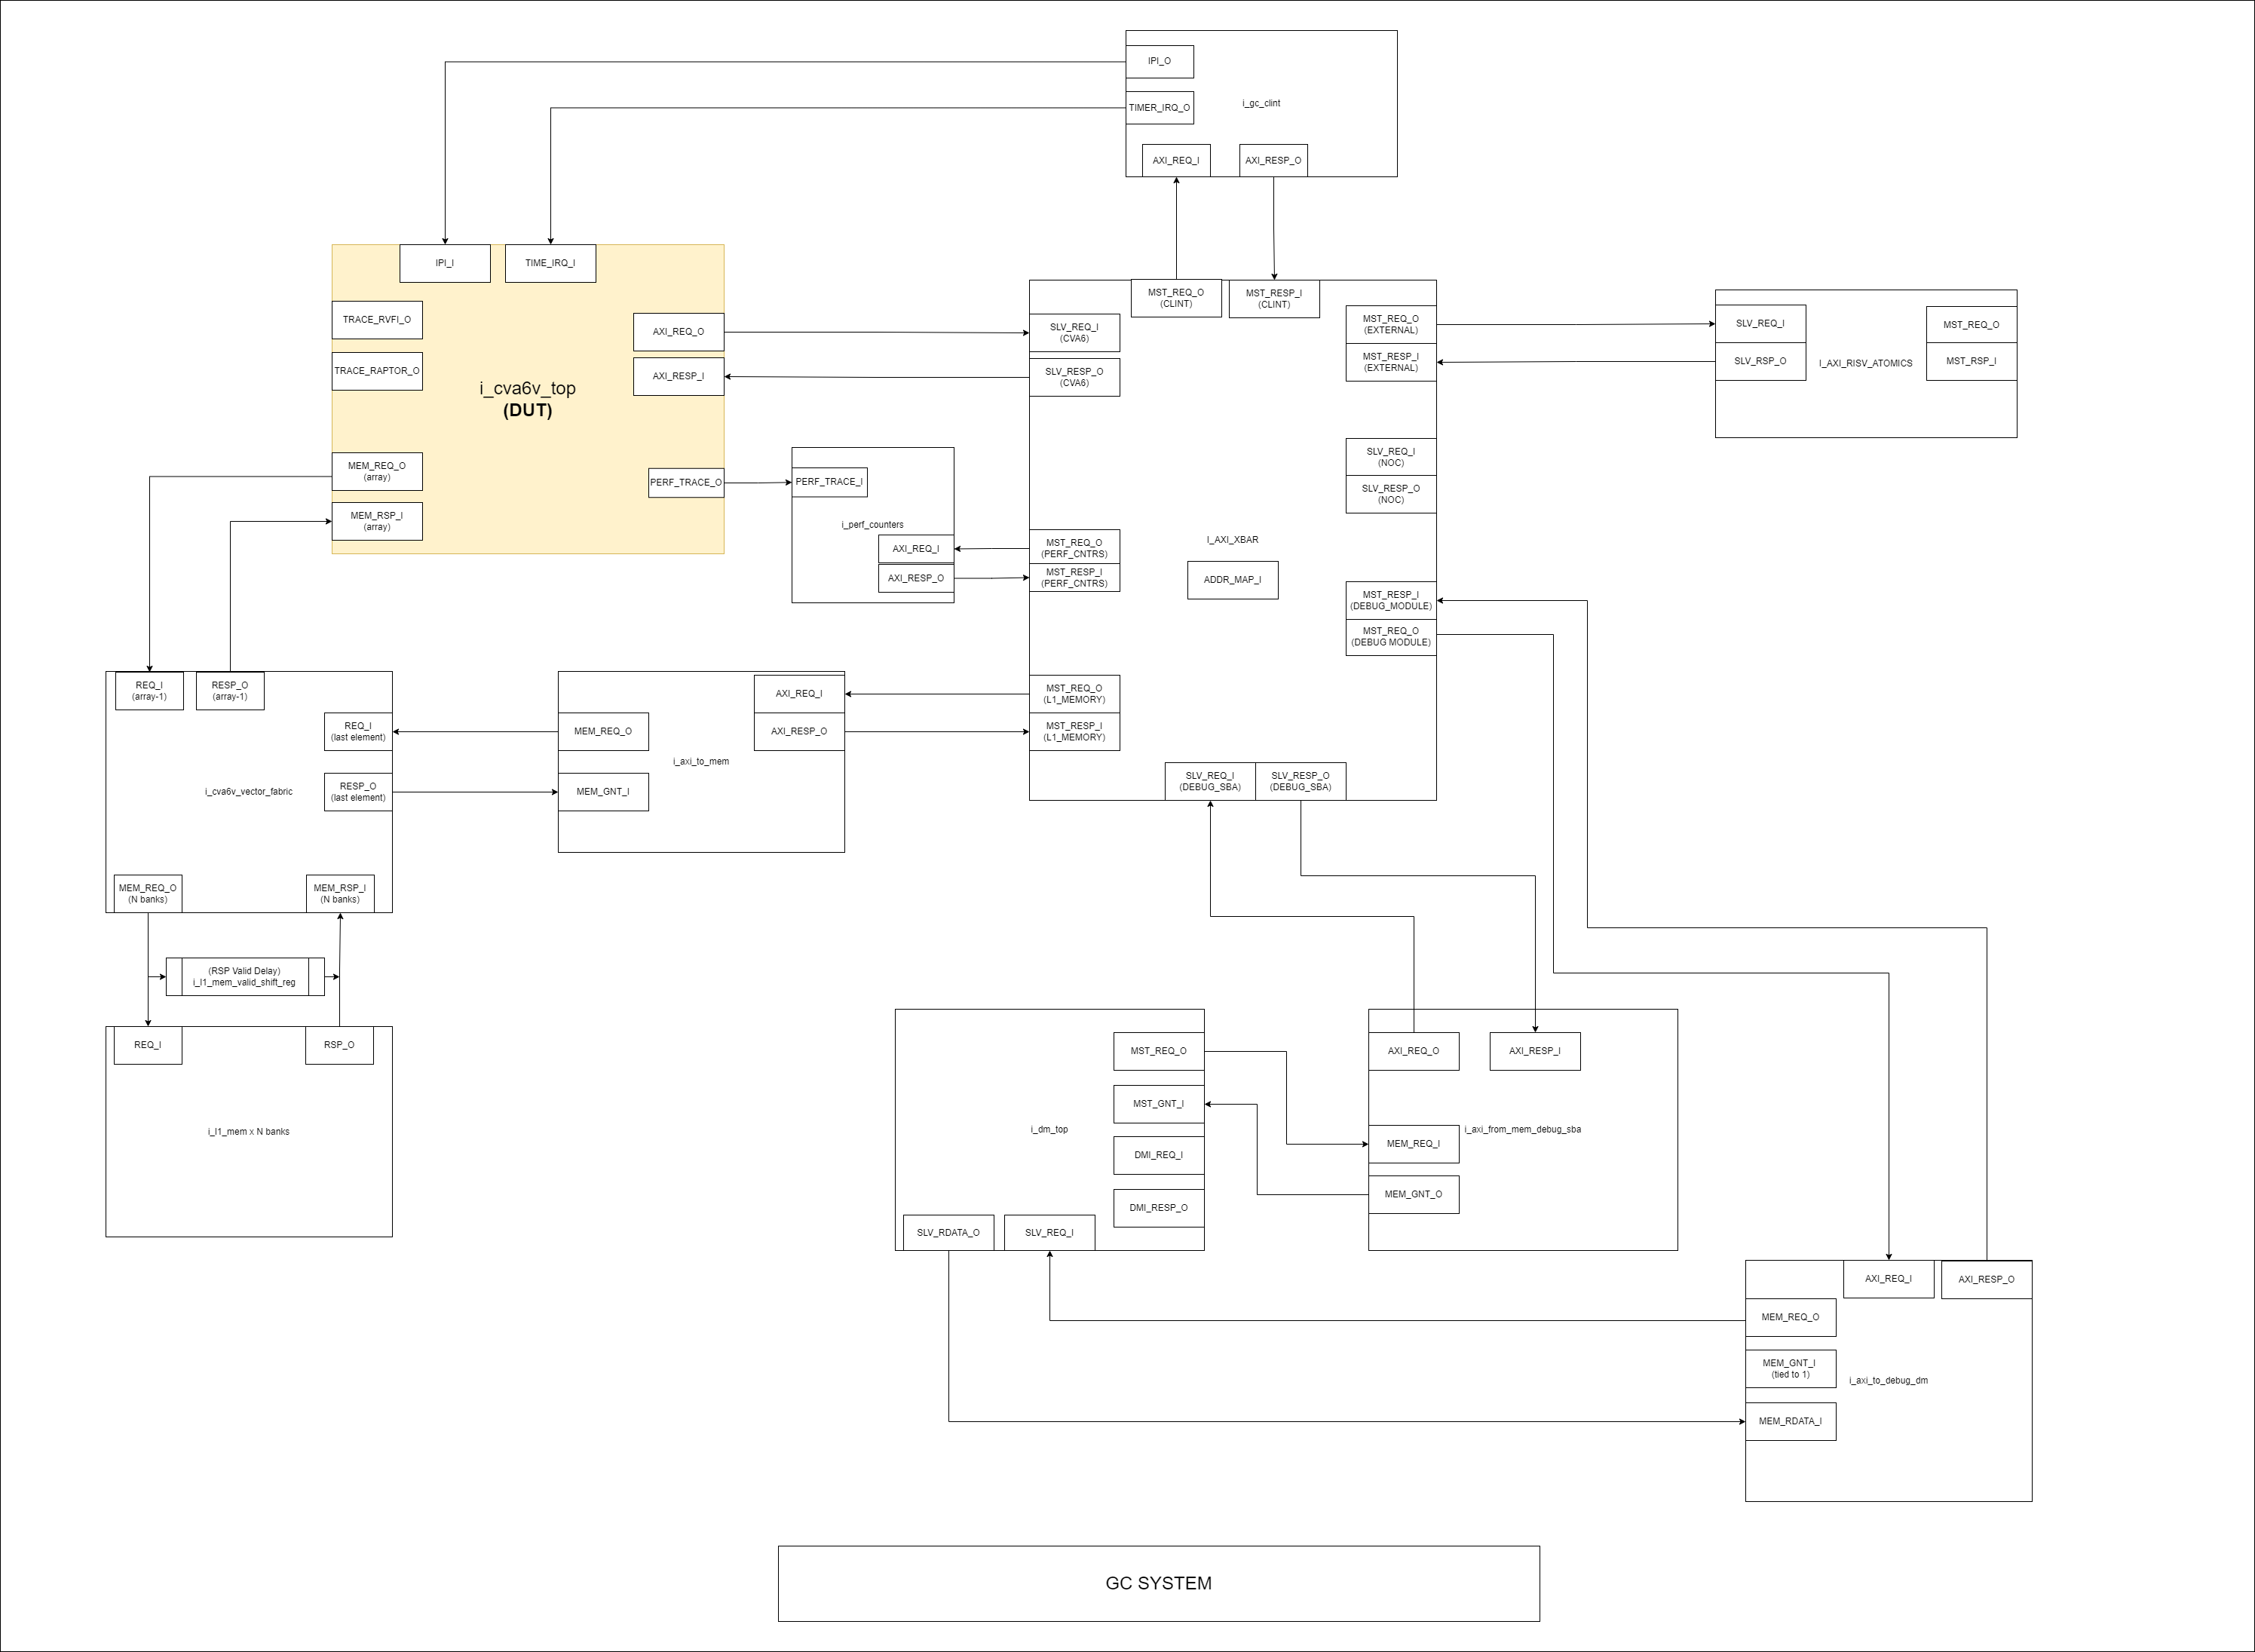 IPI_O
TIMER_IRQ_O
i_gc_clint
AXI_REQ_I
AXI_RESP_O
IPI_I
TIME_IRQ_I
TRACE_RVFI_O
TRACE_RAPTOR_O
i_cva6v_top
(DUT)
AXI_REQ_O
AXI_RESP_I
MEM_REQ_O
(array)
MEM_RSP_I
(array)
PERF_TRACE_O
PERF_TRACE_I
i_perf_counters
AXI_REQ_I
AXI_RESP_O
MST_REQ_O
(CLINT)
MST_RESP_I
(CLINT)
SLV_REQ_I
(CVA6)
SLV_RESP_O
(CVA6)
MST_REQ_O
(EXTERNAL)
MST_RESP_I
(EXTERNAL)
SLV_REQ_I
(NOC)
SLV_RESP_O
(NOC)
I_AXI_XBAR
ADDR_MAP_I
MST_REQ_O
(PERF_CNTRS)
MST_RESP_I
(PERF_CNTRS)
MST_RESP_I
(DEBUG_MODULE)
MST_REQ_O
(DEBUG MODULE)
MST_REQ_O
(L1_MEMORY)
MST_RESP_I
(L1_MEMORY)
SLV_REQ_I
(DEBUG_SBA)
SLV_RESP_O
(DEBUG_SBA)
SLV_REQ_I
SLV_RSP_O
I_AXI_RISV_ATOMICS
MST_REQ_O
MST_RSP_I
REQ_I
(array-1)
RESP_O
(array-1)
REQ_I
(last element)
RESP_O
(last element)
i_cva6v_vector_fabric
MEM_REQ_O
(N banks)
MEM_RSP_I
(N banks)
AXI_REQ_I
AXI_RESP_O
MEM_REQ_O
i_axi_to_mem
MEM_GNT_I
(RSP Valid Delay)
i_l1_mem_valid_shift_reg
REQ_I
RSP_O
i_l1_mem x N banks
MST_REQ_O
MST_GNT_I
i_dm_top
DMI_REQ_I
DMI_RESP_O
SLV_RDATA_O
SLV_REQ_I
AXI_REQ_O
AXI_RESP_I
MEM_REQ_I
i_axi_from_mem_debug_sba
MEM_GNT_O
AXI_REQ_I
AXI_RESP_O
MEM_REQ_O
MEM_GNT_I
(tied to 1)
i_axi_to_debug_dm
MEM_RDATA_I
GC SYSTEM